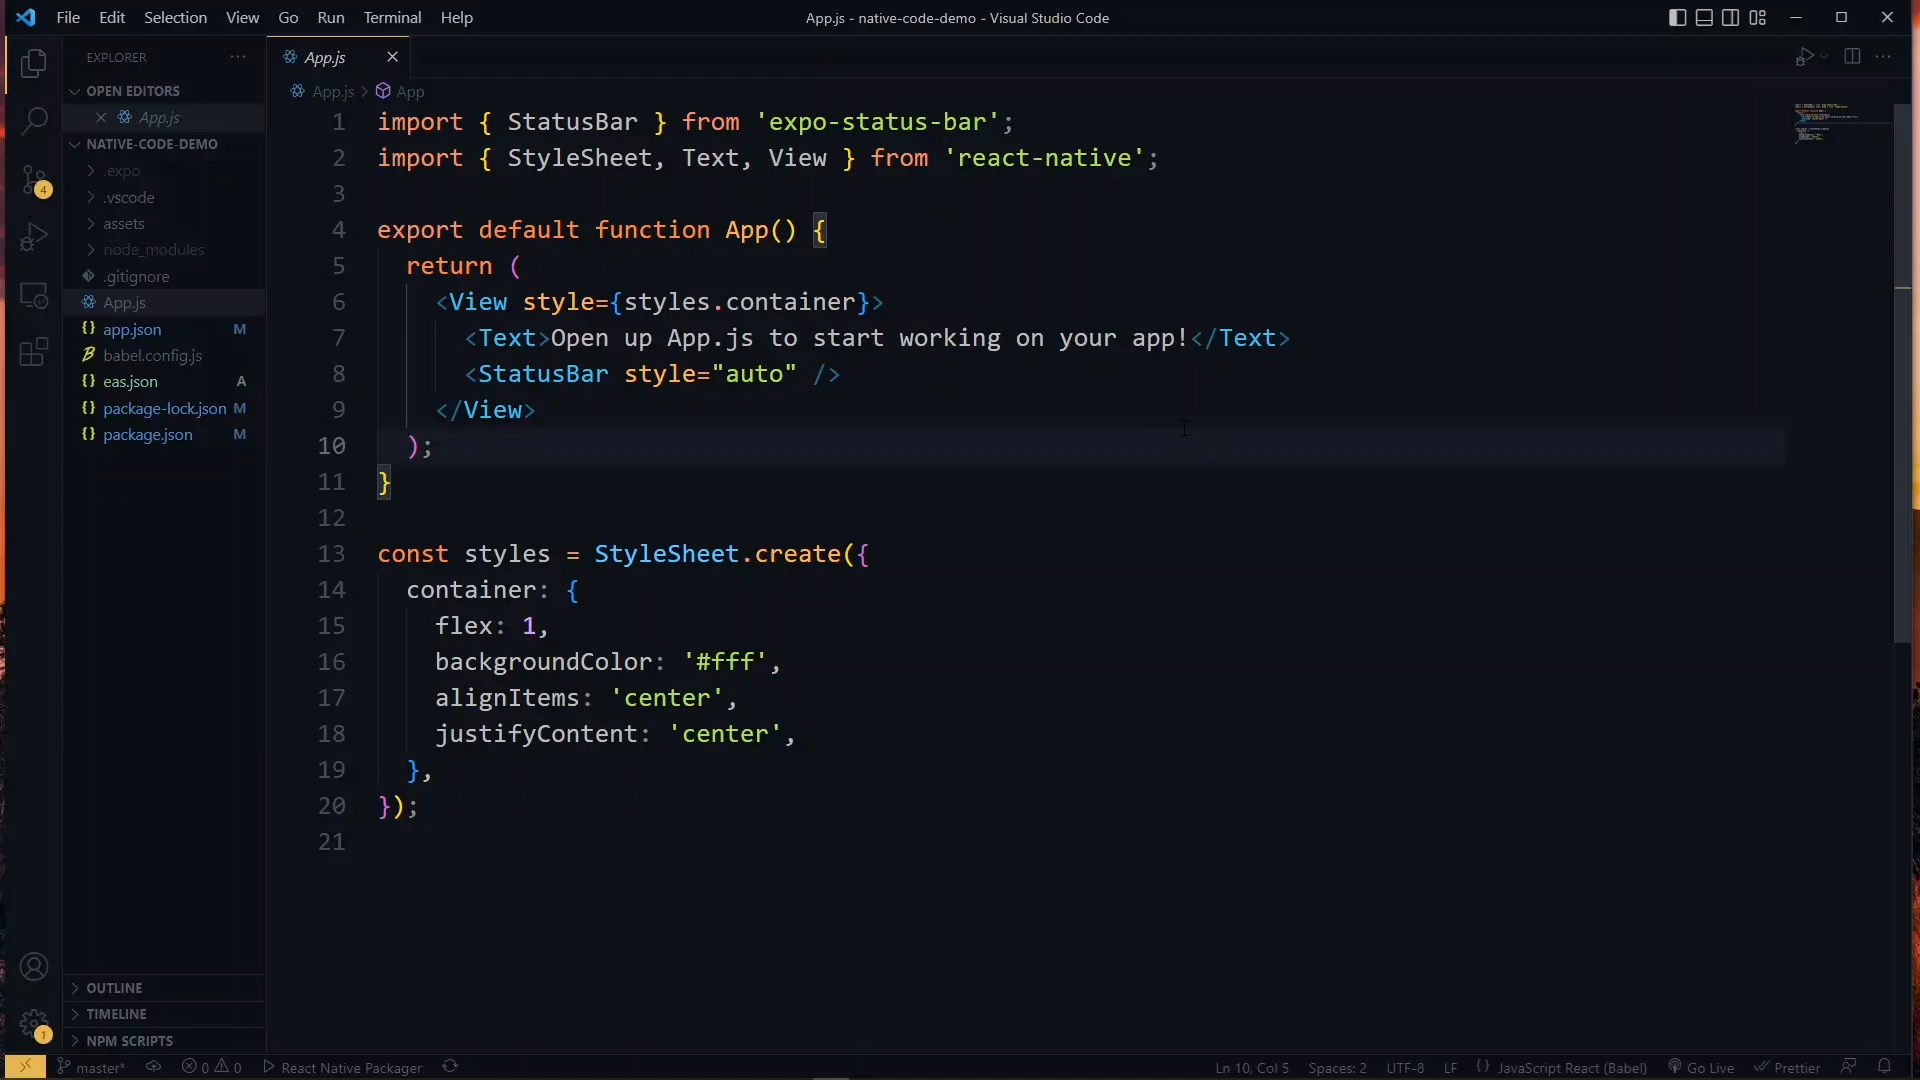 File Edit Selection View Go Run Terminal Help
App.js - native-code-demo - Visual Studio Code
EXPLORER
OPEN EDITORS
App.js
NATIVE-CODE-DEMO
.expo
.vscode
assets
node_modules
.gitignore
App.js
app.json M
babel.config.js
eas.json A
package-lock.json M
package.json M
OUTLINE
TIMELINE
NPM SCRIPTS
4
1
App.js
App.js > App
1 import { StatusBar } from 'expo-status-bar';
2 import { StyleSheet, Text, View } from 'react-native';
3
4 export default function App() {
5 return (
6 <View style={styles.container}>
7 <Text>Open up App.js to start working on your app!</Text>
8 <StatusBar style="auto" />
9 </View>
10 );
11 }
12
13 const styles = StyleSheet.create({
14 container: {
15 flex: 1,
16 backgroundColor: '#fff',
17 alignItems: 'center',
18 justifyContent: 'center',
19 },
20 });
21
master* 0 0 React Native Packager Ln 10, Col 5 Spaces: 2 UTF-8 LF {} JavaScript React (Babel) Go Live Prettier